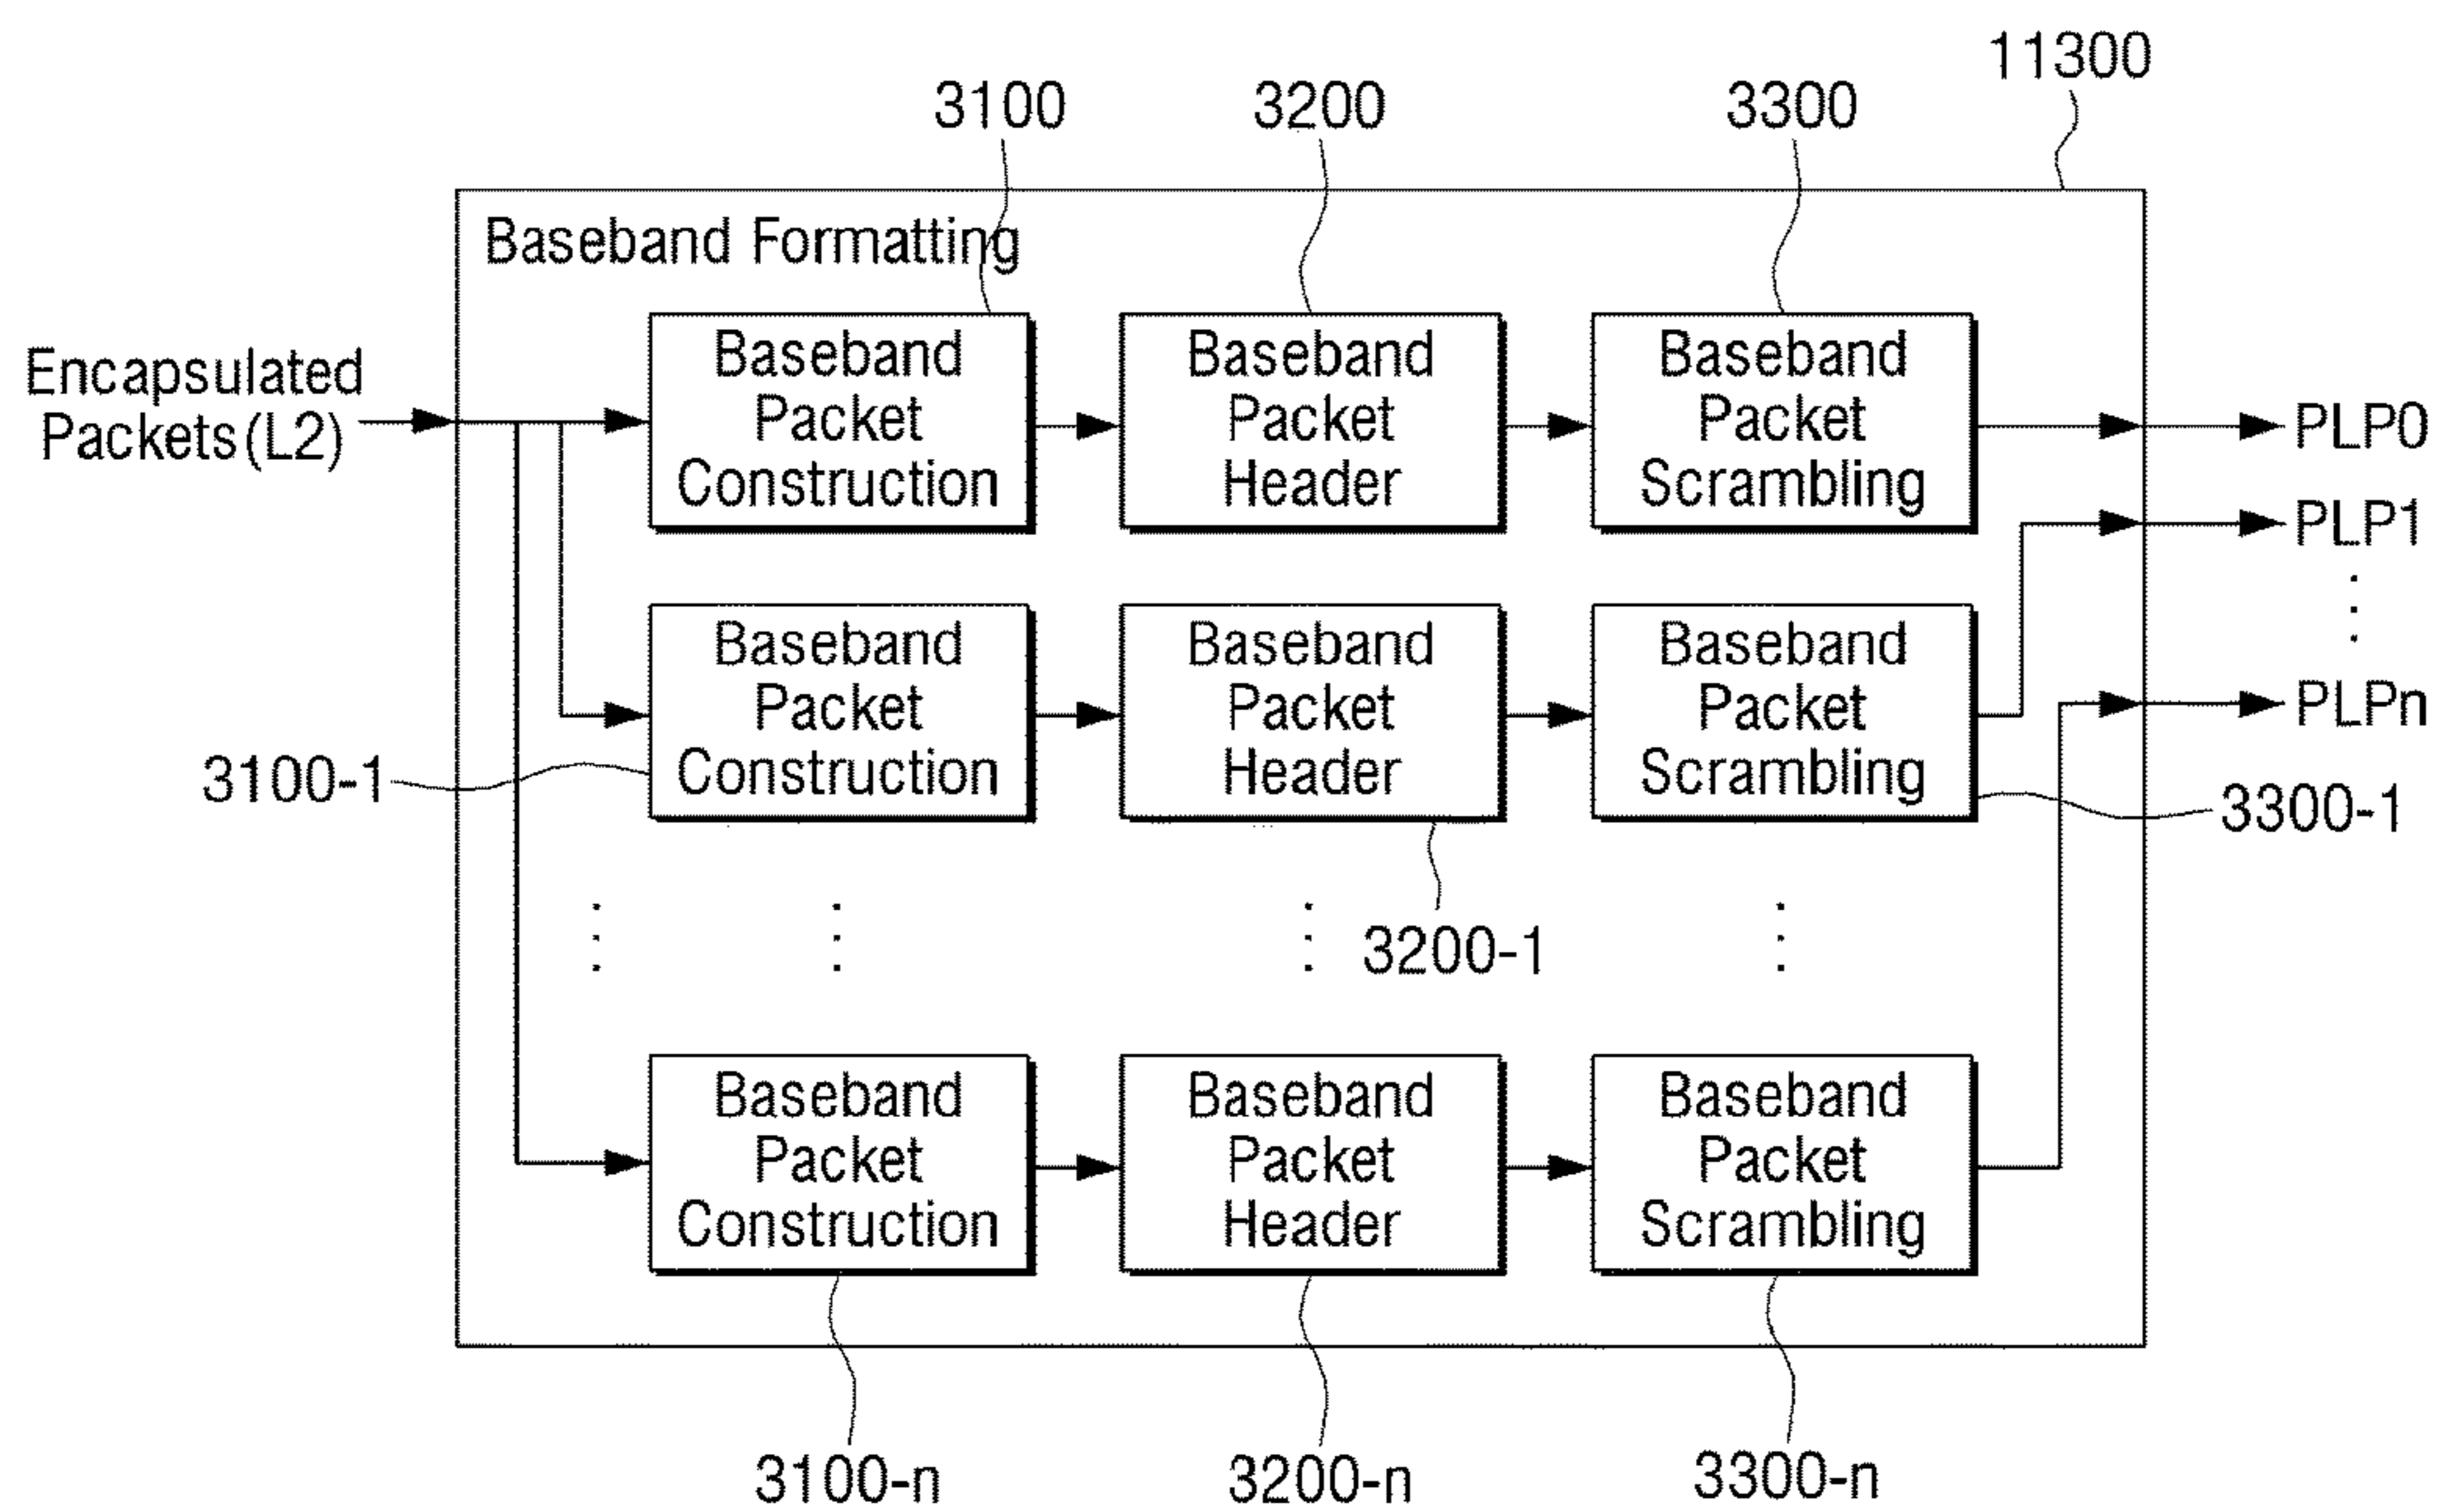 11300
3100
3200
3300
Baseband Formatting
Encapsulated
Packets(L2)
Baseband
Packet
Construction
Baseband
Packet
Header
Baseband
Packet
Scrambling
PLP0
PLP1
PLPn
Baseband
Packet
Construction
Baseband
Packet
Header
Baseband
Packet
Scrambling
3100-1
3200-1
3300-1
Baseband
Packet
Construction
Baseband
Packet
Header
Baseband
Packet
Scrambling
3100-n
3200-n
3300-n